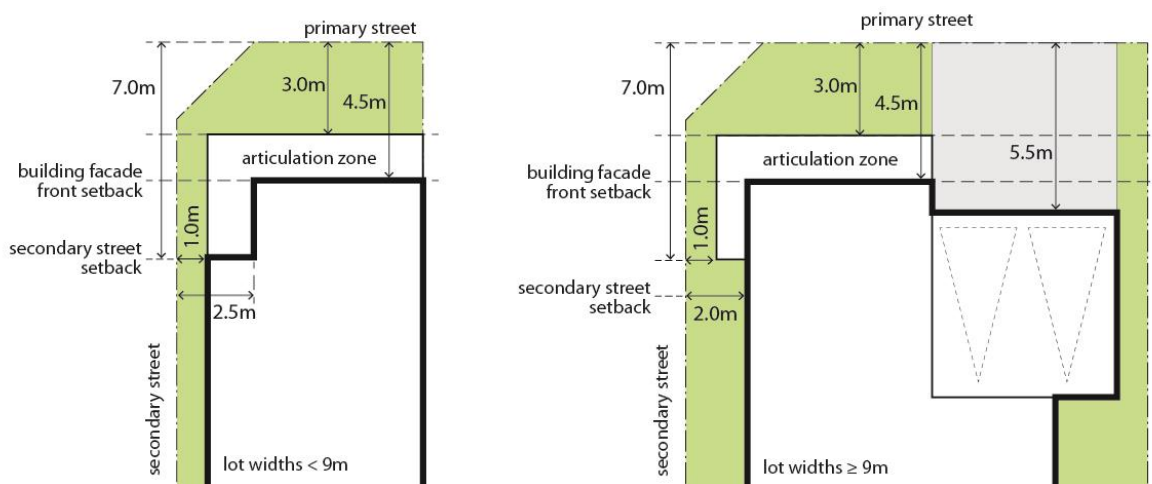 primary street
7.0m
3.0m
4.5m
articulation zone
building facade
front setback
1.0m
secondary street
setback
2.5m
secondary street
lot widths < 9m
primary street
7.0m
3.0m
4.5m
5.5m
articulation zone
building facade
front setback
1.0m
secondary street
setback
2.0m
secondary street
lot widths ≥ 9m